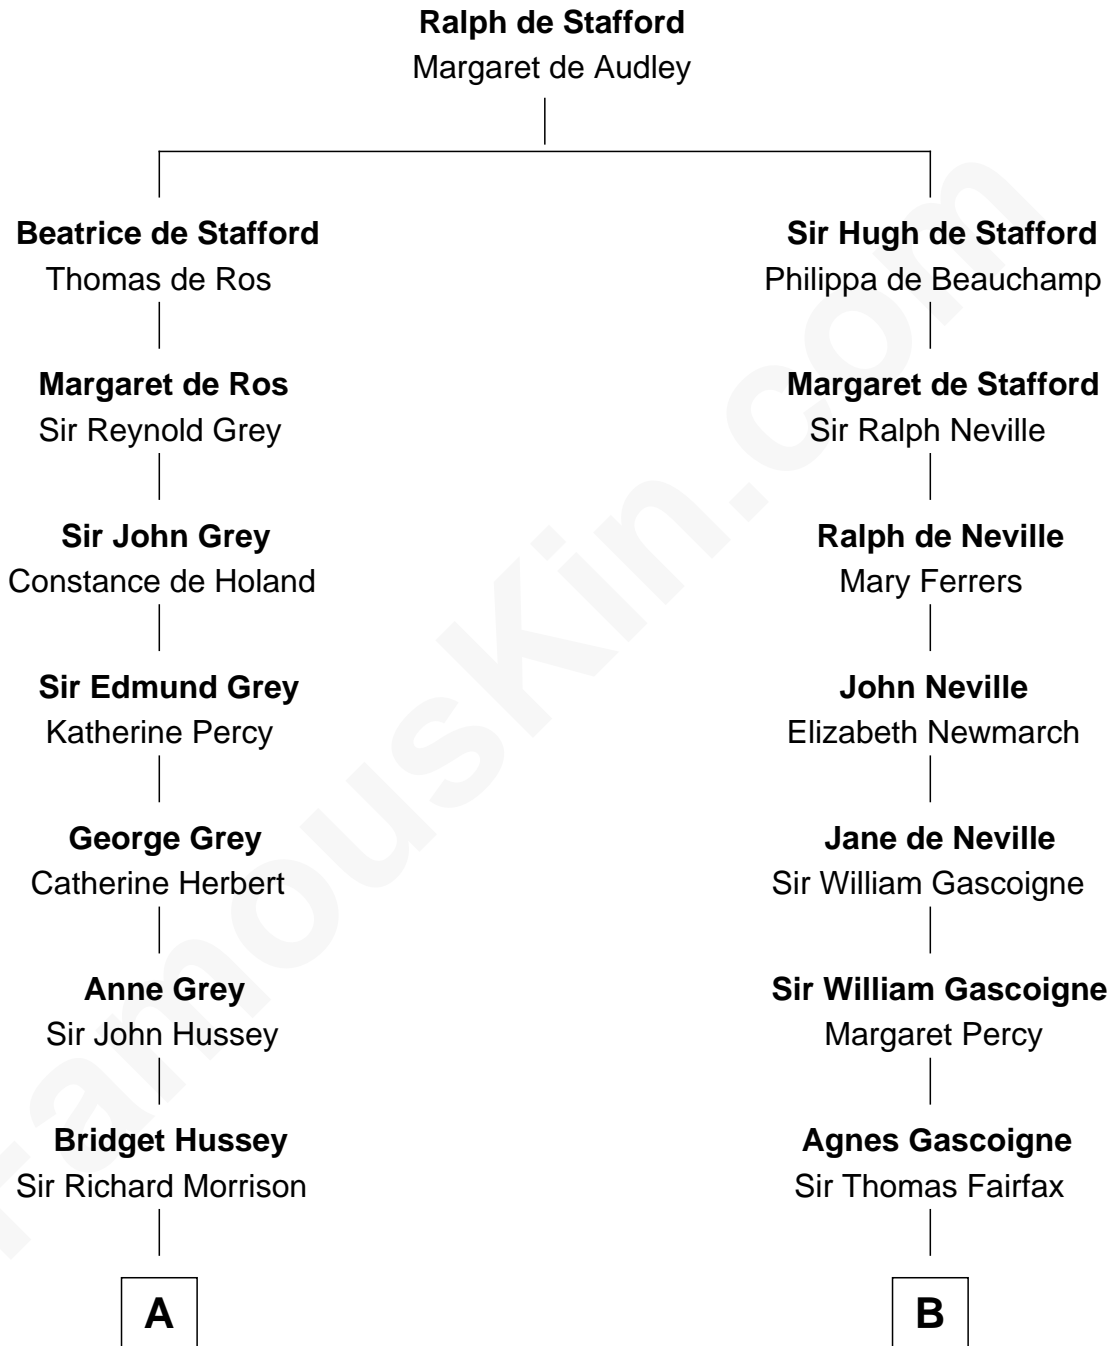 Ralph de Stafford
Margaret de Audley
Beatrice de Stafford
Thomas de Ros
Sir Hugh de Stafford
Philippa de Beauchamp
Margaret de Ros
Sir Reynold Grey
Margaret de Stafford
Sir Ralph Neville
Sir John Grey
Constance de Holand
Ralph de Neville
Mary Ferrers
Sir Edmund Grey
Katherine Percy
John Neville
Elizabeth Newmarch
George Grey
Catherine Herbert
Jane de Neville
Sir William Gascoigne
Anne Grey
Sir John Hussey
Sir William Gascoigne
Margaret Percy
Bridget Hussey
Sir Richard Morrison
Agnes Gascoigne
Sir Thomas Fairfax
A
B
FamousKin.com